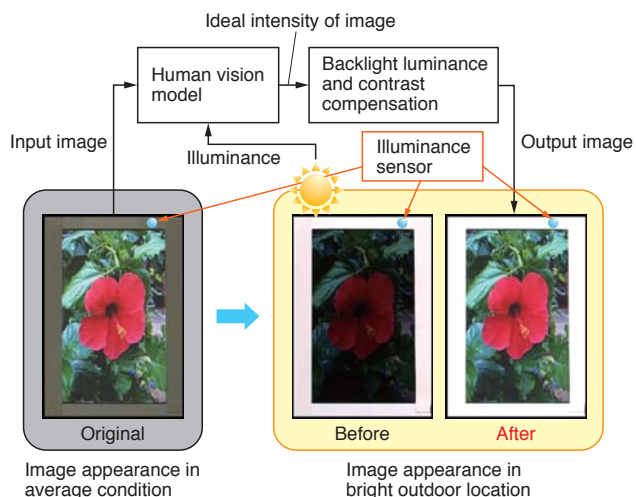 Ideal intensity of image
Human vision
model
Backlight luminance
and contrast
compensation
Input image
Illuminance
Illuminance
sensor
Output image
Original
Before
After
Image appearance in
average condition
Image appearance in
bright outdoor location